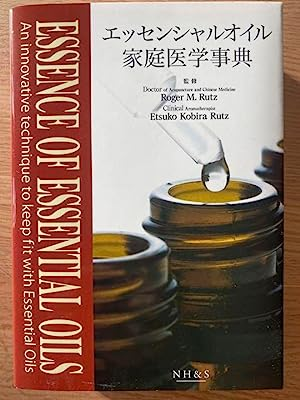 エッセンシャルオイル
家庭医学事典
監修
Doctor of Acupuncture and Chinese Medicine
Roger M. Rutz
Clinical Aromatherapist
Etsuko Kobira Rutz
ESSENCE OF ESSENTIAL OILS
An innovative technique to keep fit with Essential Oils
NH&S